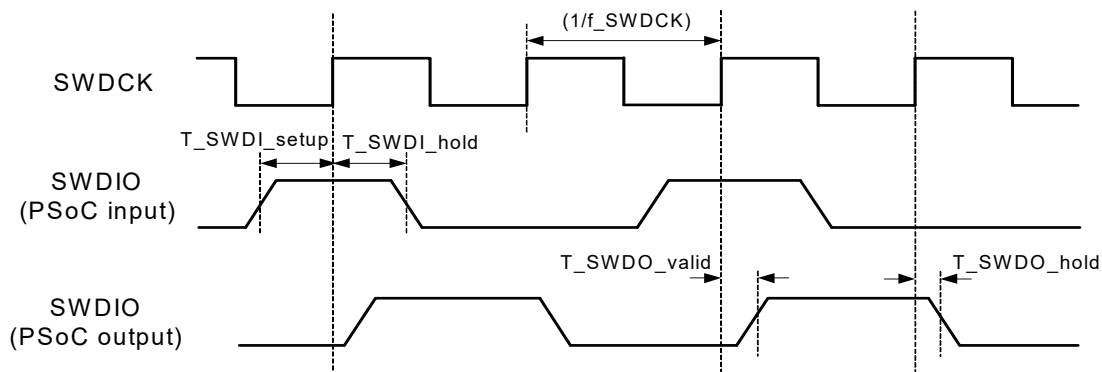 (1/f_SWDCK)
SWDCK
T_SWDI_setup
T_SWDI_hold
SWDIO
(PSoC input)
T_SWDO_valid
T_SWDO_hold
SWDIO
(PSoC output)